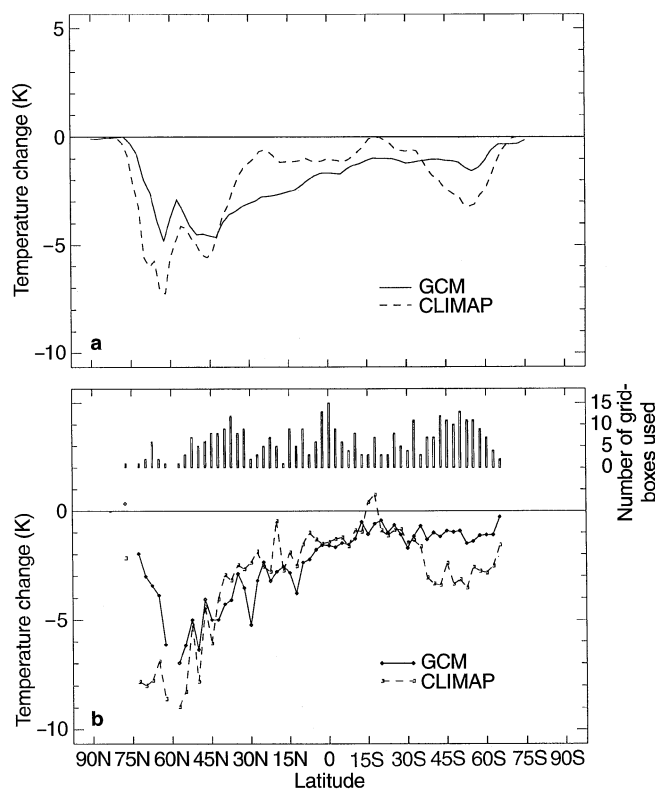 5
0
−5
−10
Temperature change (K)
GCM
CLIMAP
a
15
10
5
0
Number of grid-
boxes used
0
−5
−10
Temperature change (K)
GCM
CLIMAP
b
90N 75N 60N 45N 30N 15N 0 15S 30S 45S 60S 75S 90S
Latitude